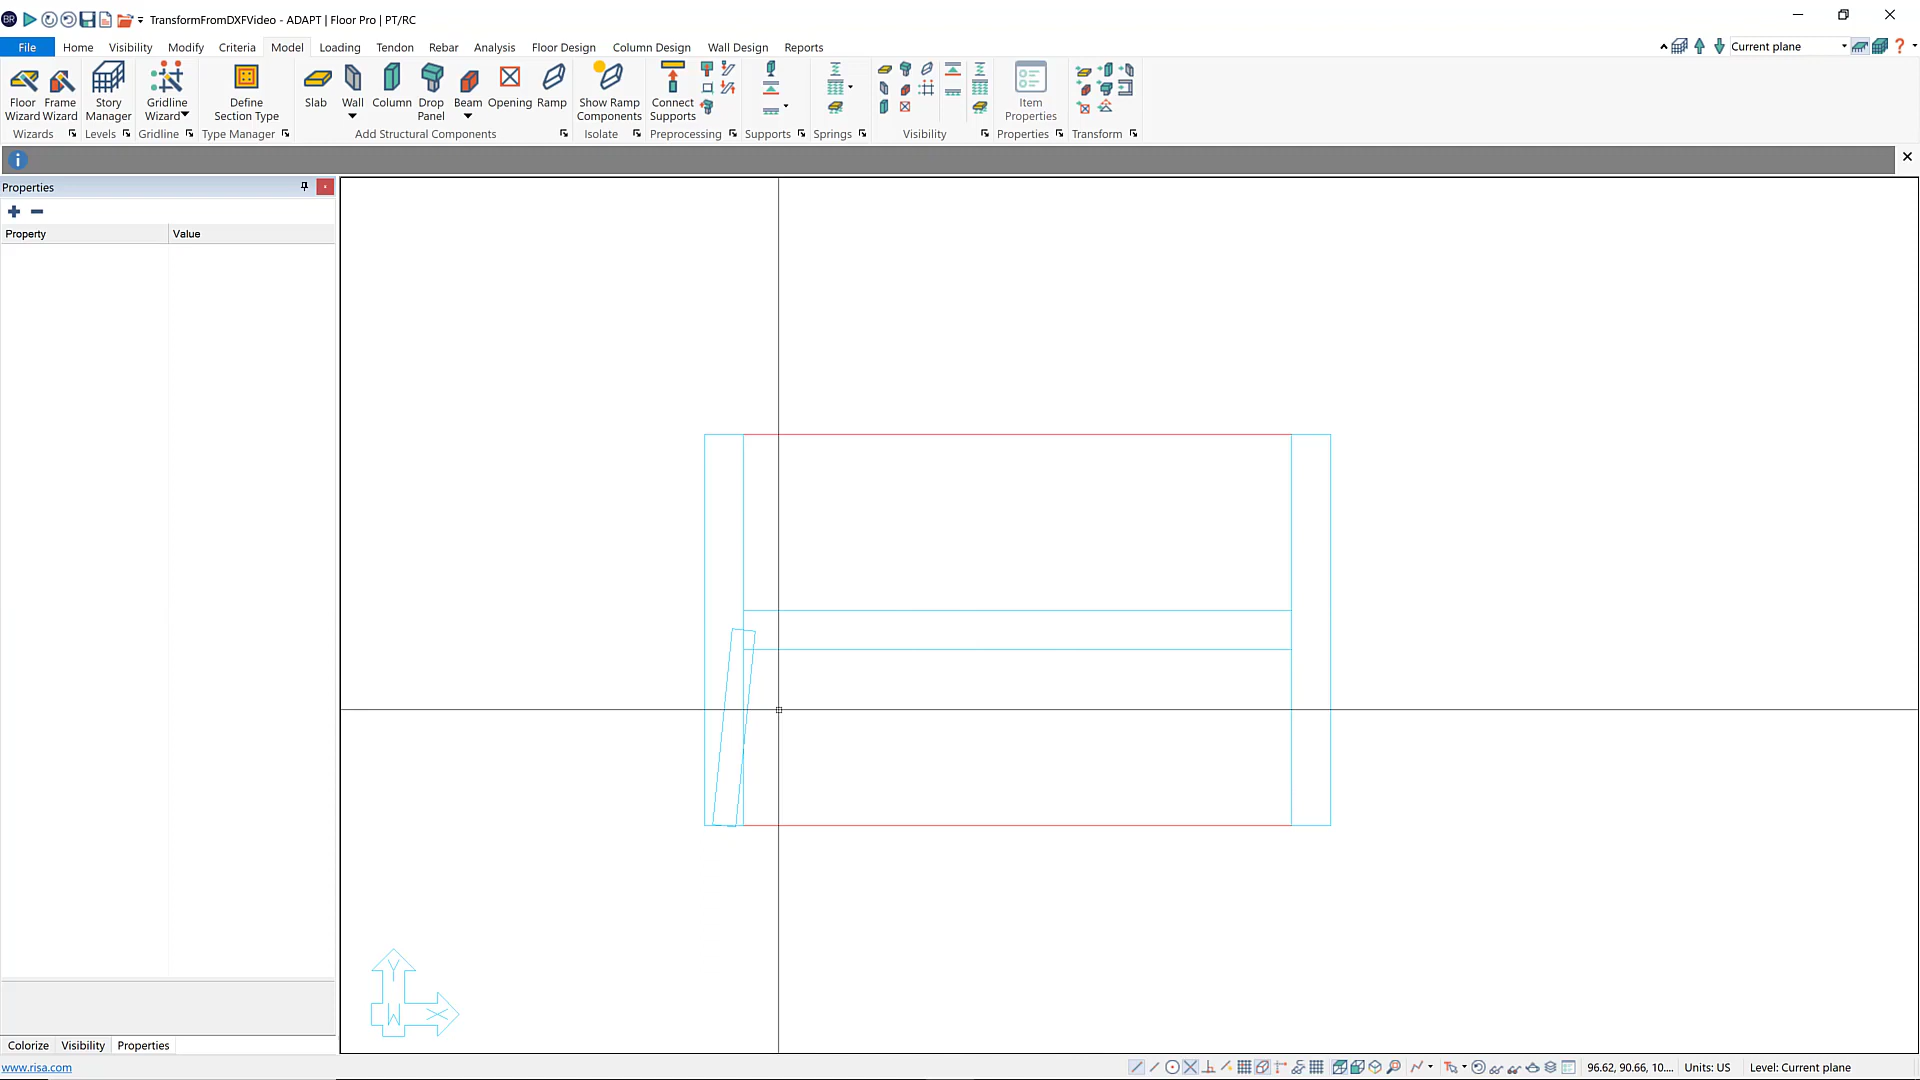 BR TransformFromDXFVideo - ADAPT | Floor Pro | PT/RC
File Home Visibility Modify Criteria Model Loading Tendon Rebar Analysis Floor Design Column Design Wall Design Reports Current plane
Floor Wizard Frame Wizard Story Manager Gridline Wizard Define Section Type Slab Wall Column Drop Panel Beam Opening Ramp Show Ramp Components Connect Supports Item Properties
Wizards Levels Gridline Type Manager Add Structural Components Isolate Preprocessing Supports Springs Visibility Properties Transform
Properties
Property Value
Y
W X
Colorize Visibility Properties
www.risa.com 96.62, 90.66, 10.... Units: US Level: Current plane